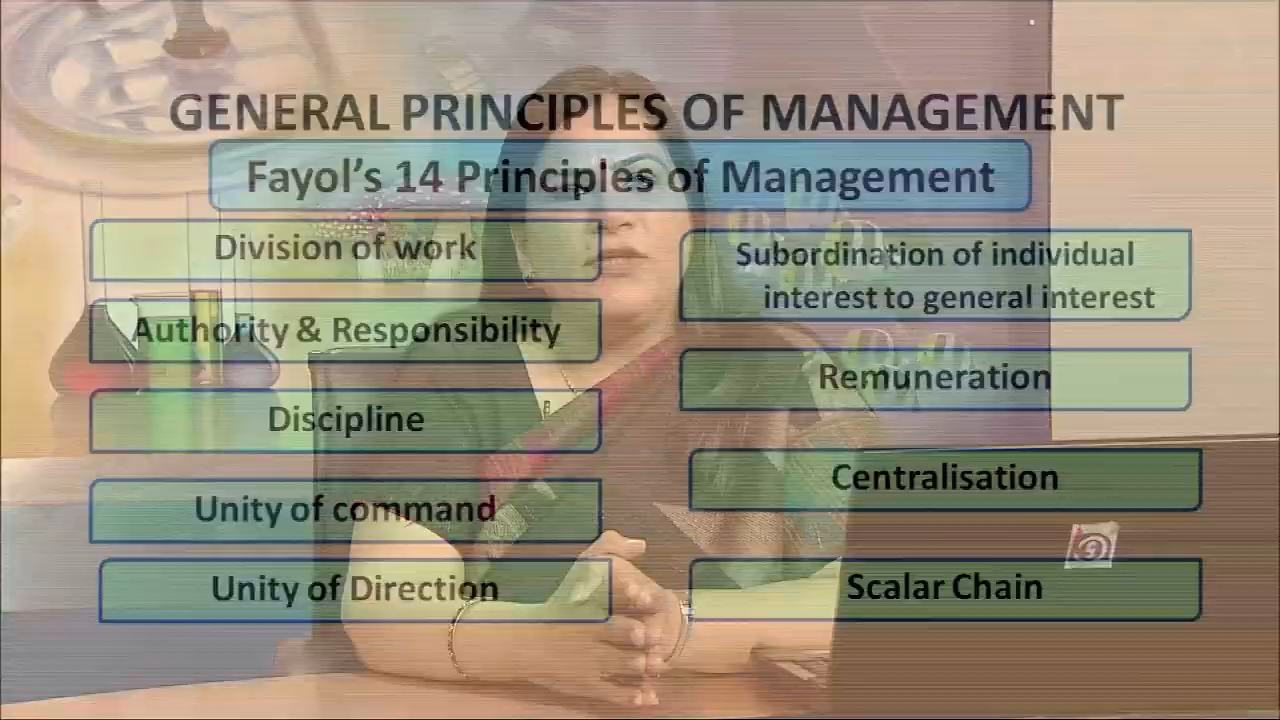 GENERAL PRINCIPLES OF MANAGEMENT
Fayol's 14 Principles of Management
Division of work
Authority & Responsibility
Discipline
Unity of command
Unity of Direction
Subordination of individual
interest to general interest
Remuneration
Centralisation
Scalar Chain